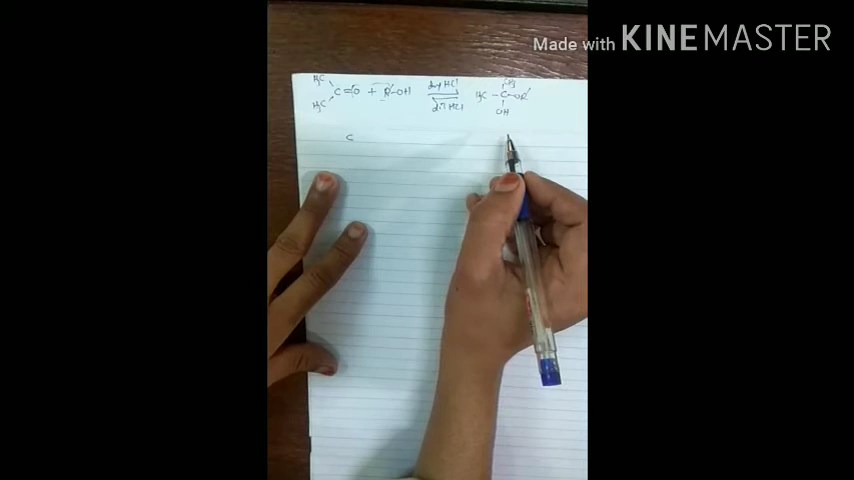 Made with KINEMASTER
H₃C CH₃
C=O + R'-OH dry HCl H₃C - C - OR'
H₃C dil HCl OH
C